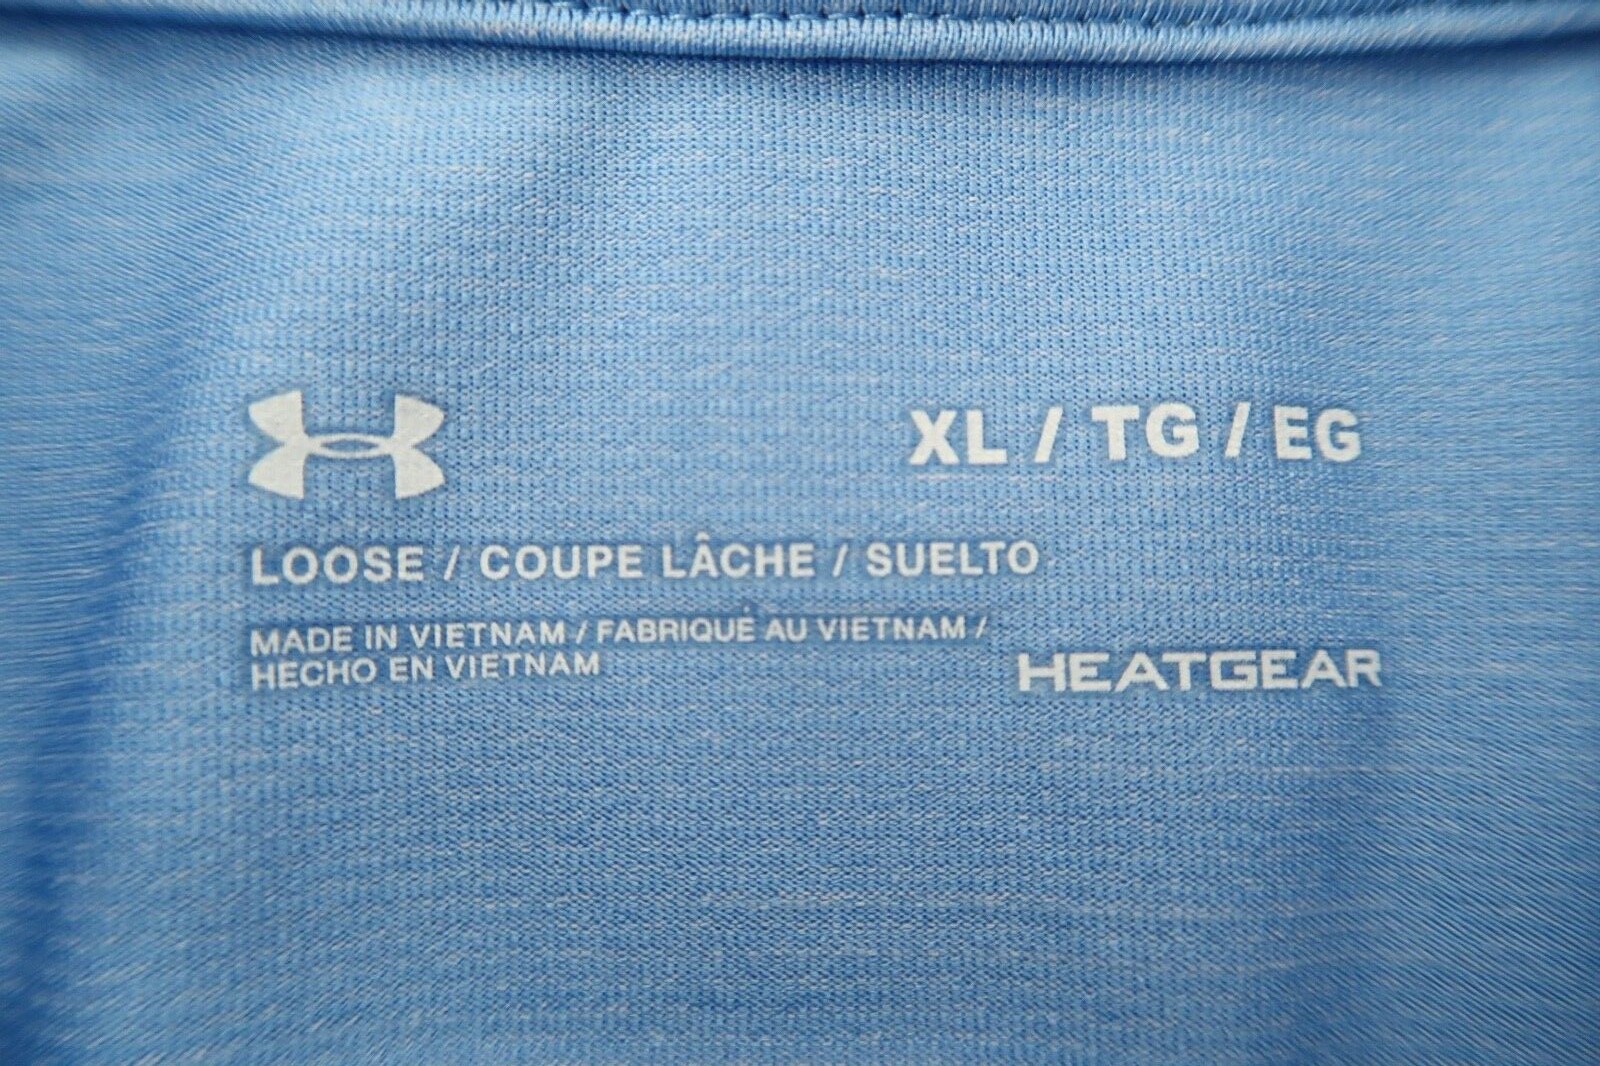 XL / TG / EG
LOOSE / COUPE LÂCHE / SUELTO
MADE IN VIETNAM / FABRIQUÉ AU VIETNAM /
HECHO EN VIETNAM
HEATGEAR